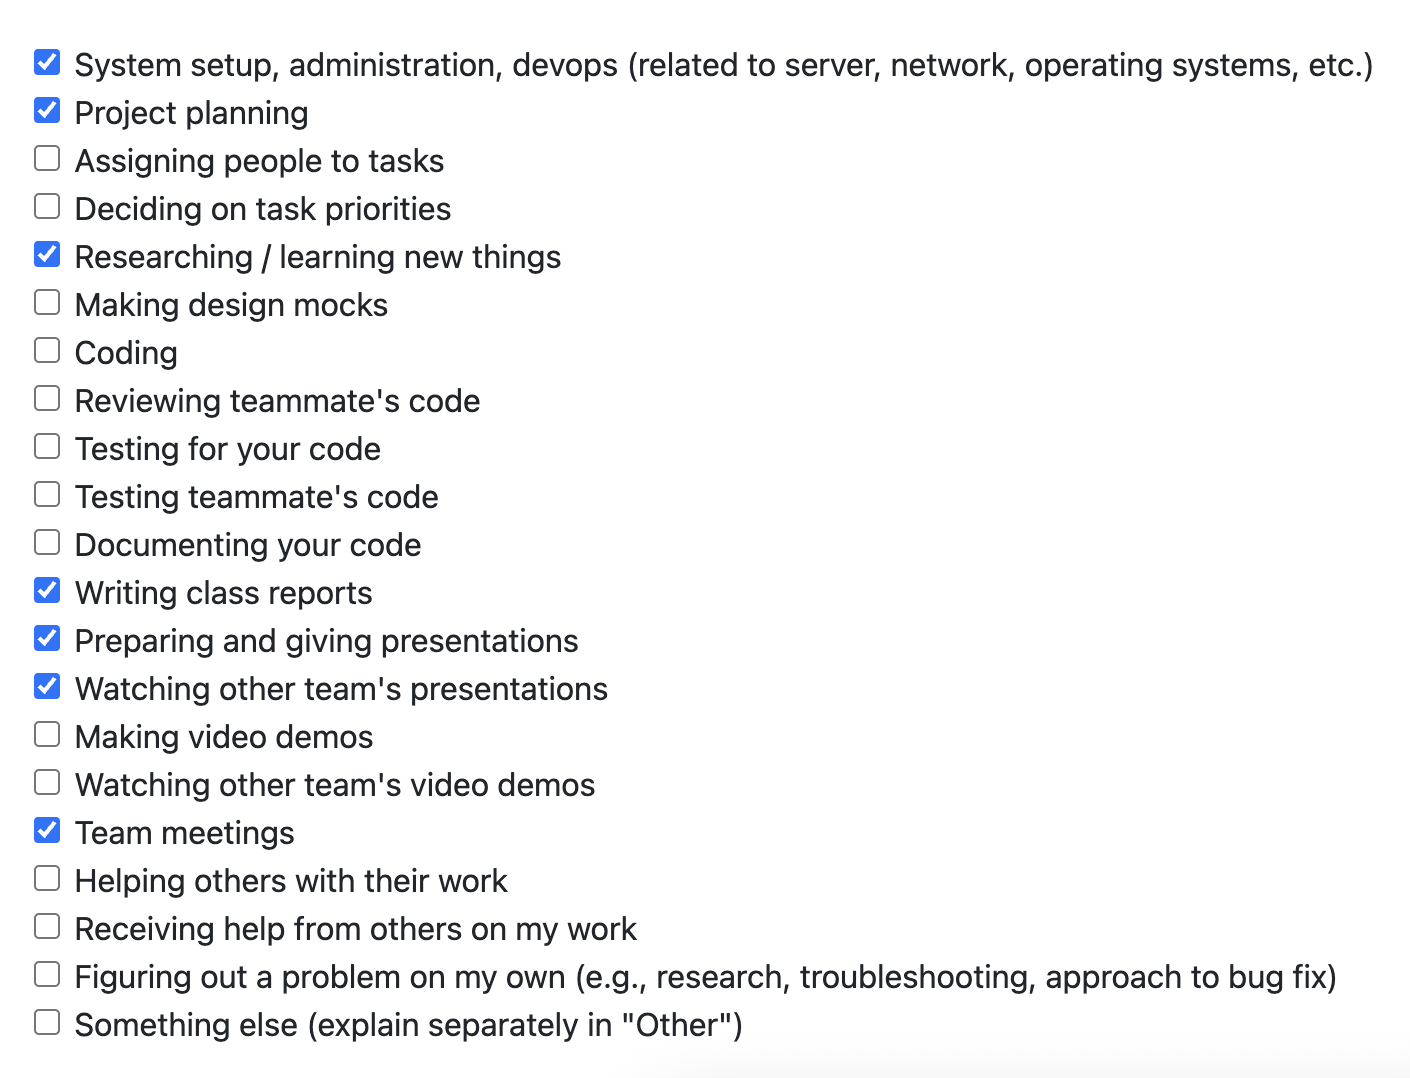 System setup, administration, devops (related to server, network, operating systems, etc.)
Project planning
Assigning people to tasks
Deciding on task priorities
Researching / learning new things
Making design mocks
Coding
Reviewing teammate's code
Testing for your code
Testing teammate's code
Documenting your code
Writing class reports
Preparing and giving presentations
Watching other team's presentations
Making video demos
Watching other team's video demos
Team meetings
Helping others with their work
Receiving help from others on my work
Figuring out a problem on my own (e.g., research, troubleshooting, approach to bug fix)
Something else (explain separately in "Other")